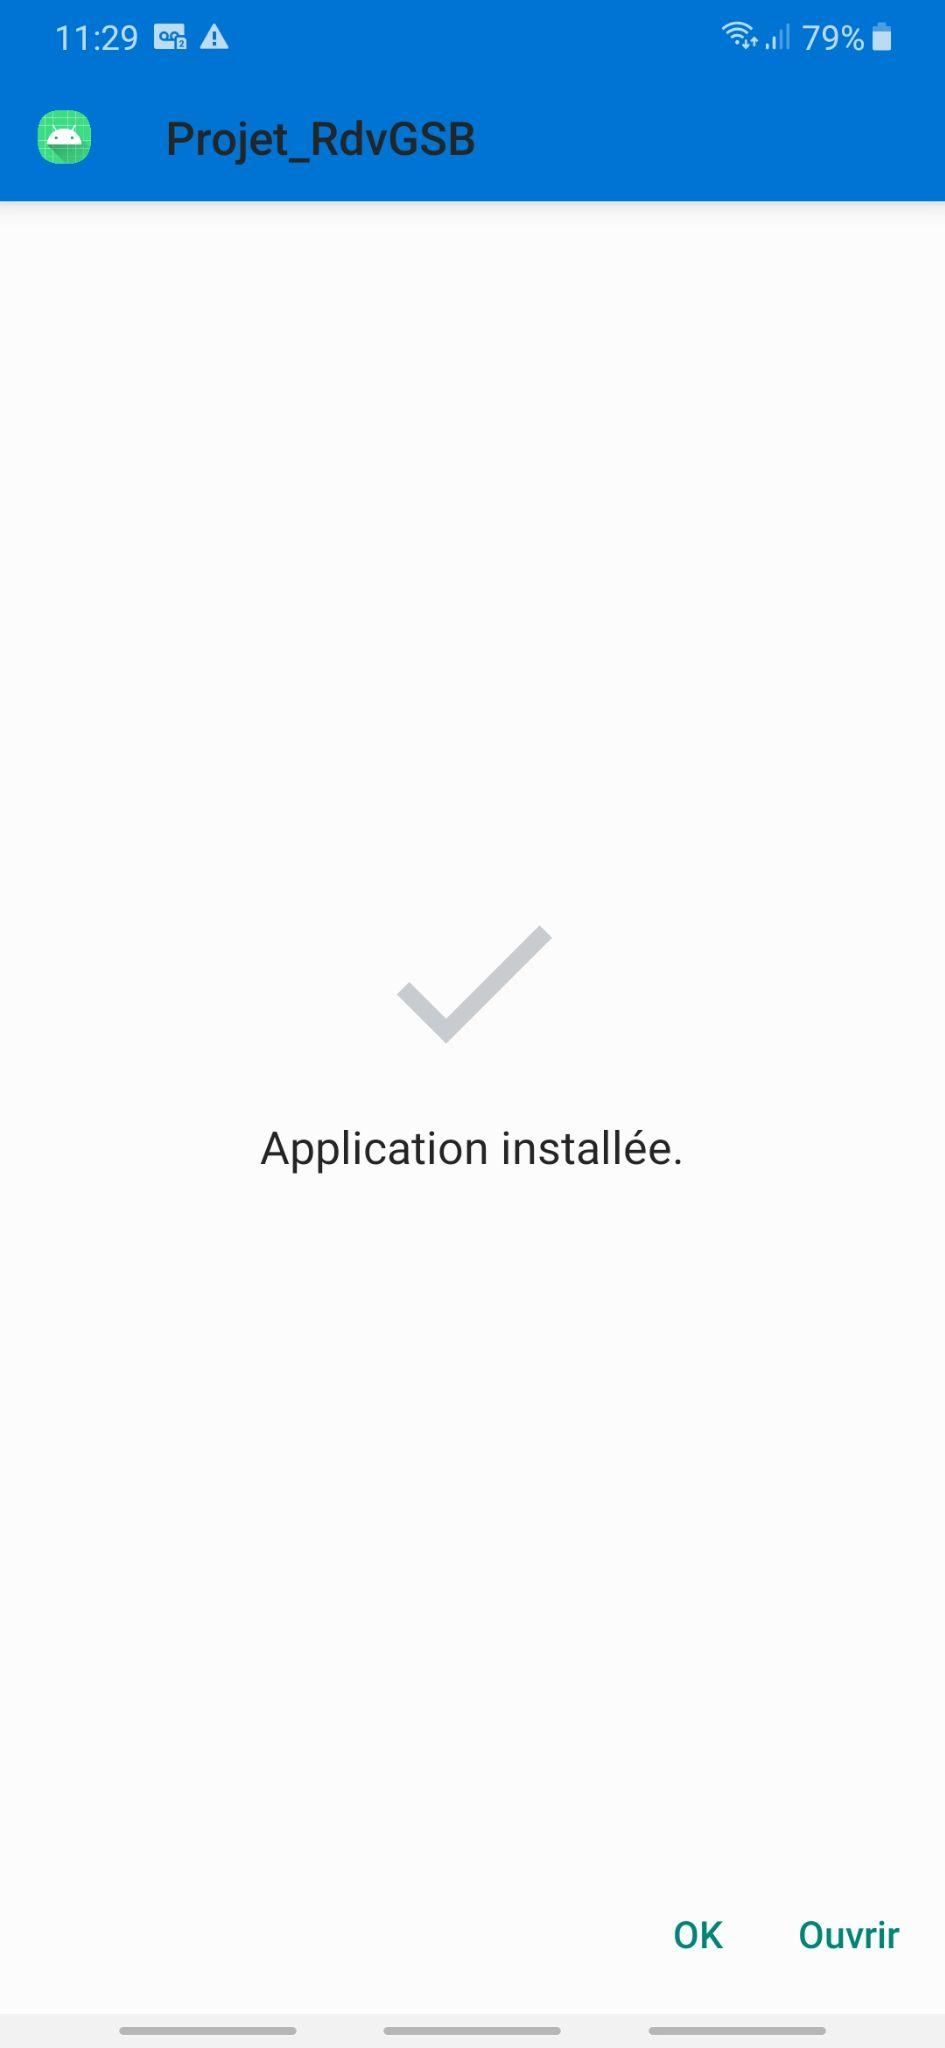 11:29
79%
Projet_RdvGSB
Application installée.
OK
Ouvrir